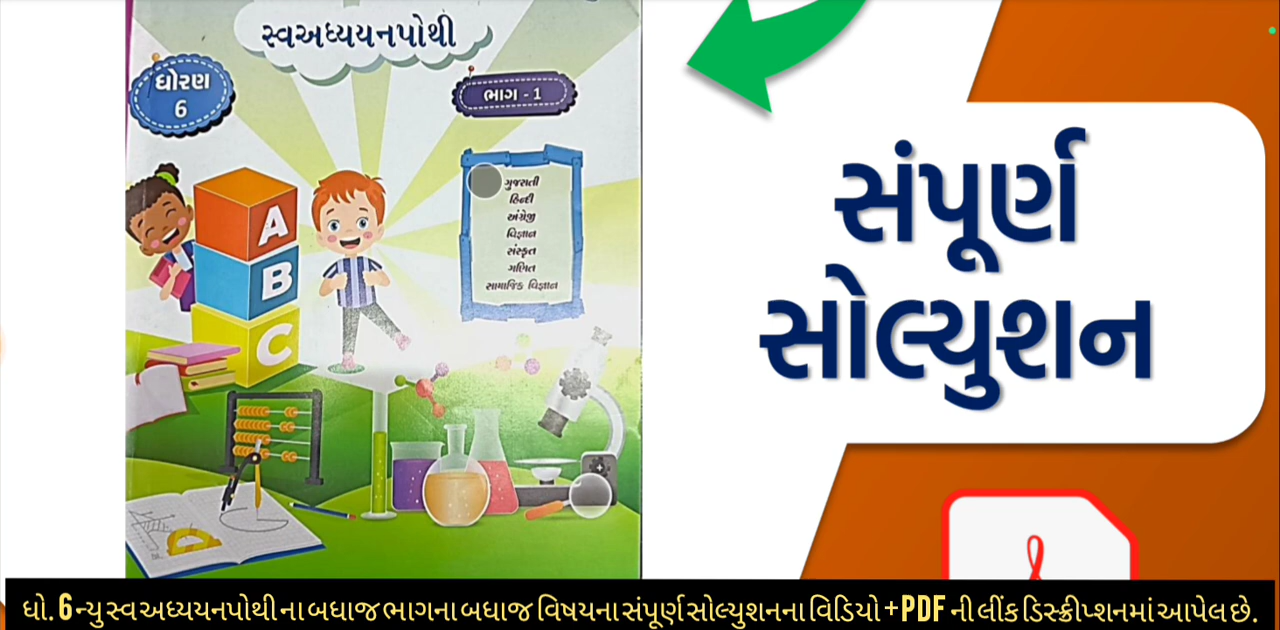 સ્વઅધ્યયનપોથી
ધોરણ
6
ભાગ - 1
ગુજરાતી
હિન્દી
અંગ્રેજી
વિજ્ઞાન
સંસ્કૃત
ગણિત
સામાજિક વિજ્ઞાન
A
B
C
સંપૂર્ણ
સોલ્યુશન
ધો. 6 ન્યુ સ્વઅધ્યયનપોથી ના બધાજ ભાગના બધાજ વિષયના સંપૂર્ણ સોલ્યુશનના વિડિયો + PDF ની લીંક ડિસ્ક્રીપ્શનમાં આપેલ છે.